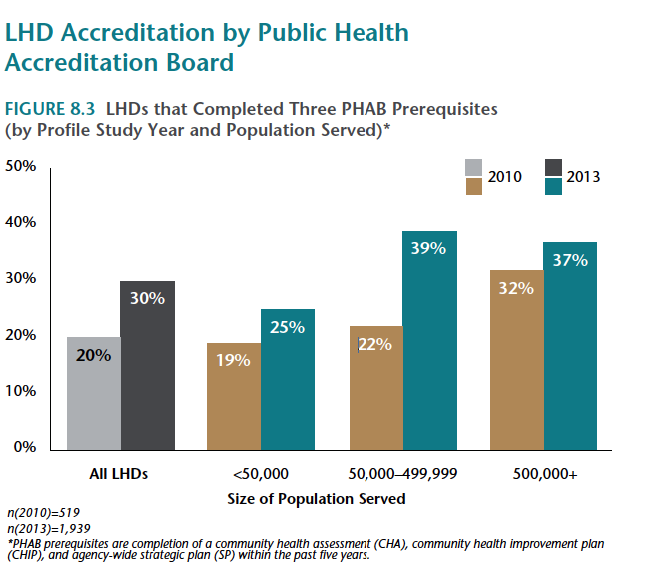 LHD Accreditation by Public Health
Accreditation Board
FIGURE 8.3 LHDs that Completed Three PHAB Prerequisites
(by Profile Study Year and Population Served)*
50%
2010 2013
40%
39%
37%
30%
32%
30%
25%
20%
22%
20%
19%
10%
0%
All LHDs <50,000 50,000–499,999 500,000+
Size of Population Served
n(2010)=519
n(2013)=1,939
*PHAB prerequisites are completion of a community health assessment (CHA), community health improvement plan
(CHIP), and agency-wide strategic plan (SP) within the past five years.